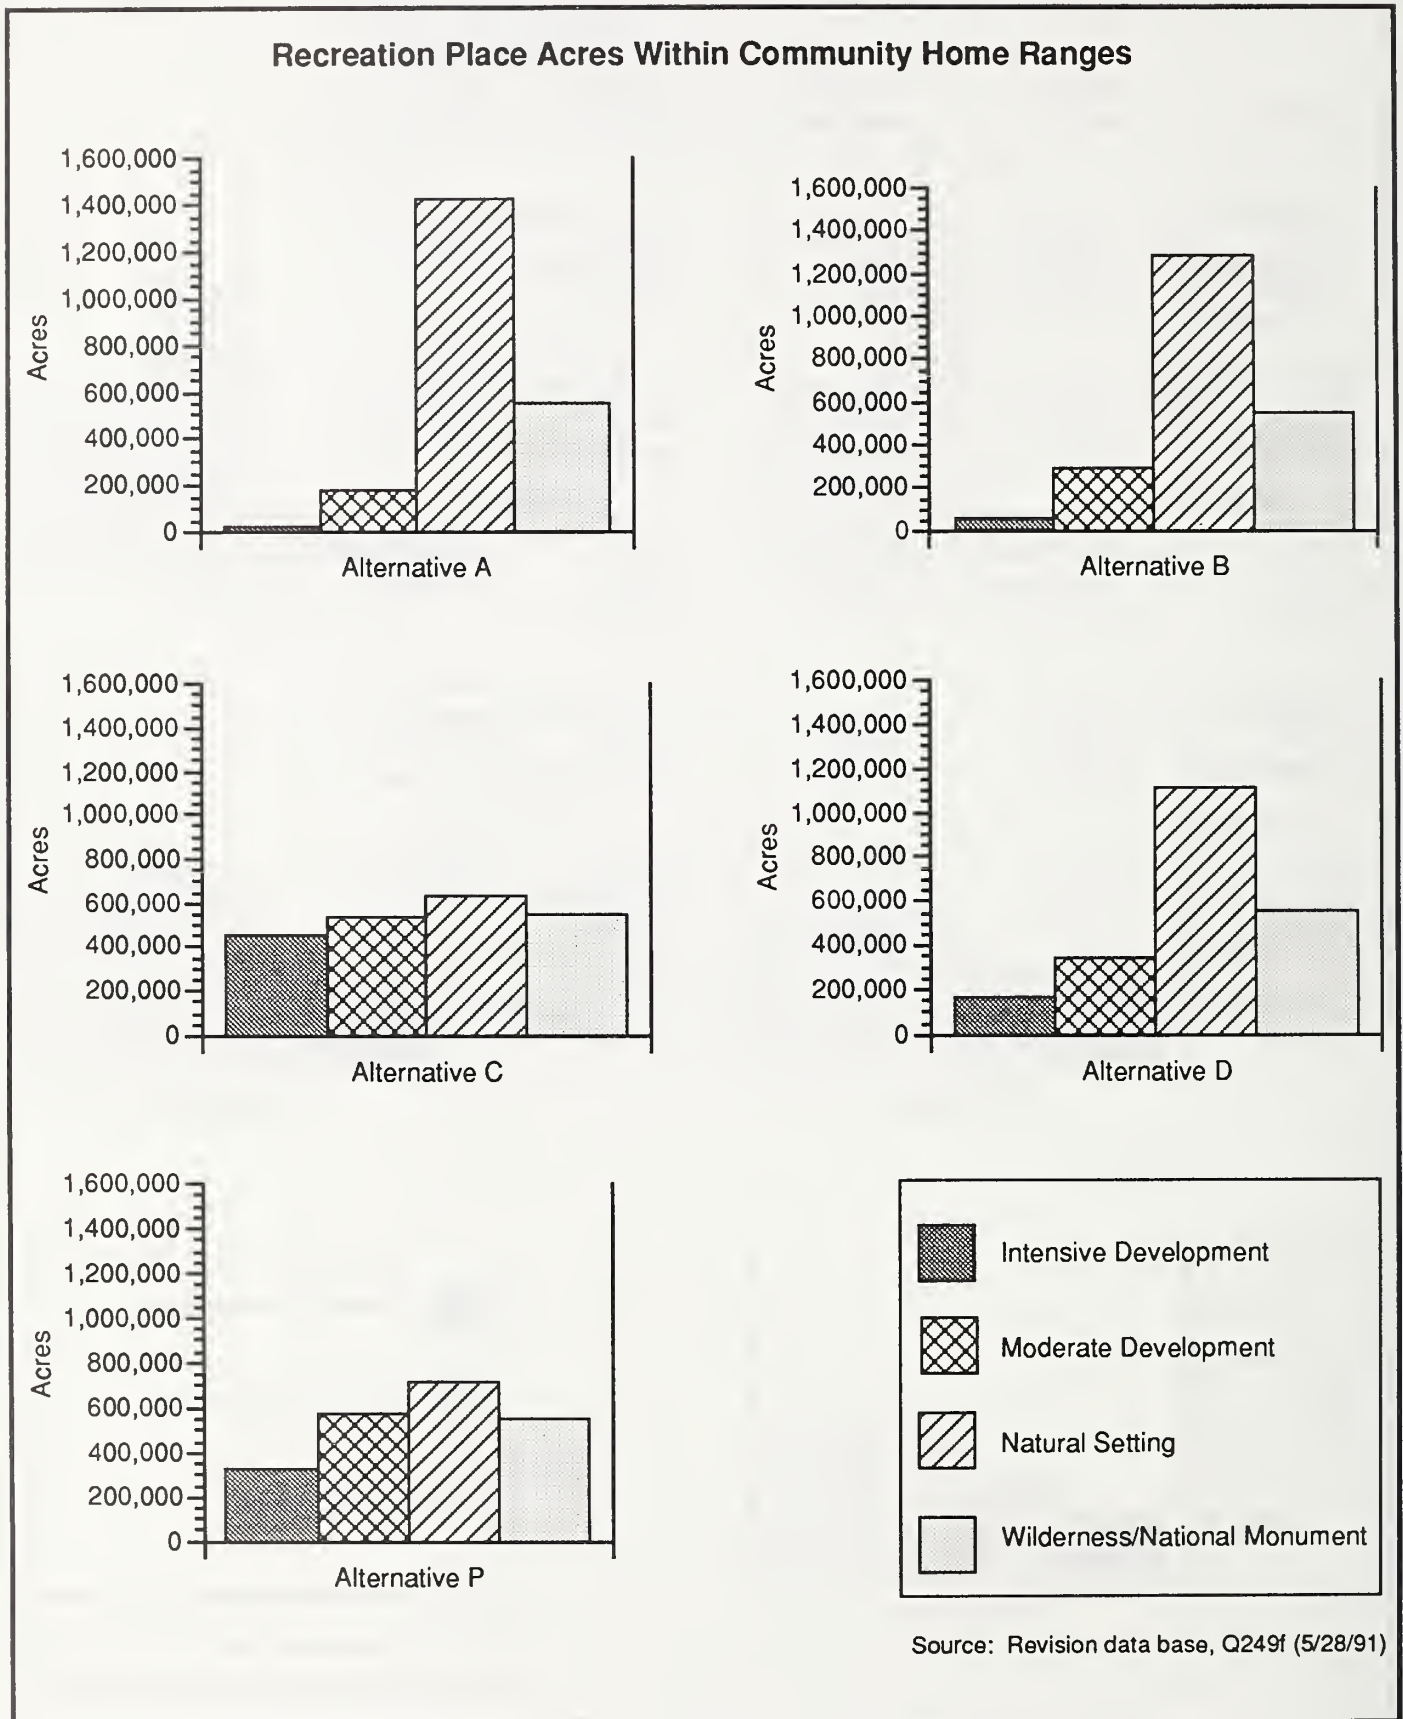 Recreation Place Acres Within Community Home Ranges
1,600,000
1,400,000
1,200,000
1,000,000
800,000
600,000
400,000
200,000
0
Acres
Alternative A
1,600,000
1,400,000
1,200,000
1,000,000
800,000
600,000
400,000
200,000
0
Acres
Alternative B
1,600,000
1,400,000
1,200,000
1,000,000
800,000
600,000
400,000
200,000
0
Acres
Alternative C
1,600,000
1,400,000
1,200,000
1,000,000
800,000
600,000
400,000
200,000
0
Acres
Alternative D
1,600,000
1,400,000
1,200,000
1,000,000
800,000
600,000
400,000
200,000
0
Acres
Alternative P
Intensive Development
Moderate Development
Natural Setting
Wilderness/National Monument
Source: Revision data base, Q249f (5/28/91)